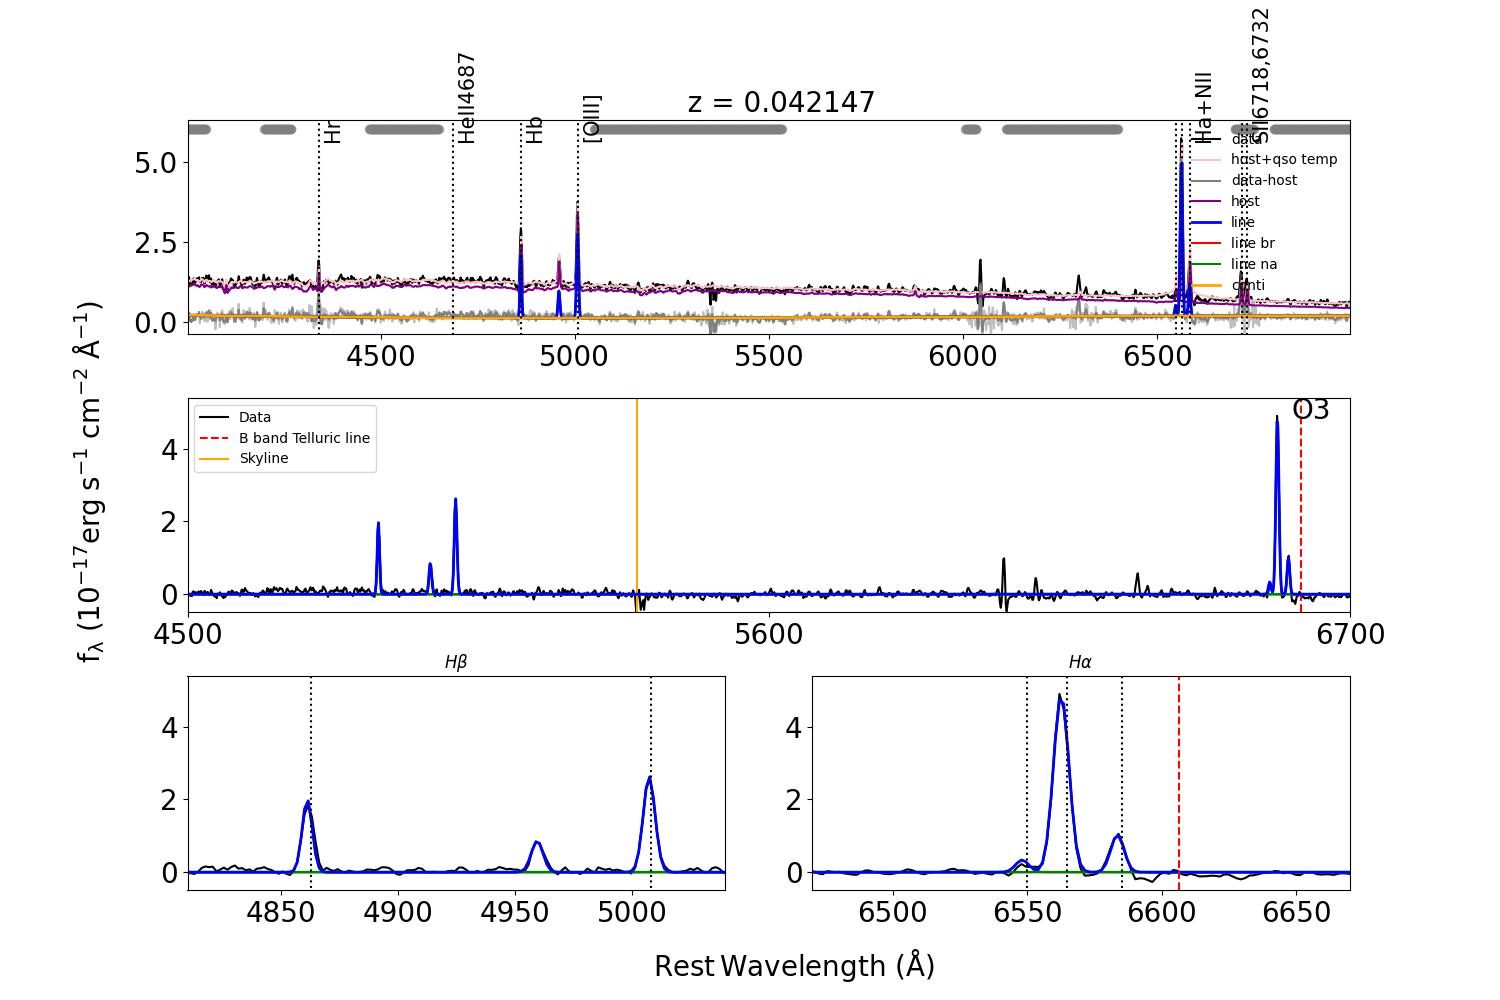 z = 0.042147
Hr
HeII4687
Hb
[OIII]
Ha+NII
SII6718,6732
data
host+qso temp
data-host
host
line
line br
line na
conti
5.0
2.5
0.0
4500 5000 5500 6000 6500
fλ (10⁻¹⁷erg s⁻¹ cm⁻² Å⁻¹)
Data
B band Telluric line
Skyline
O3
4
2
0
4500 5600 6700
Hβ
4
2
0
4850 4900 4950 5000
Hα
4
2
0
6500 6550 6600 6650
Rest Wavelength (Å)